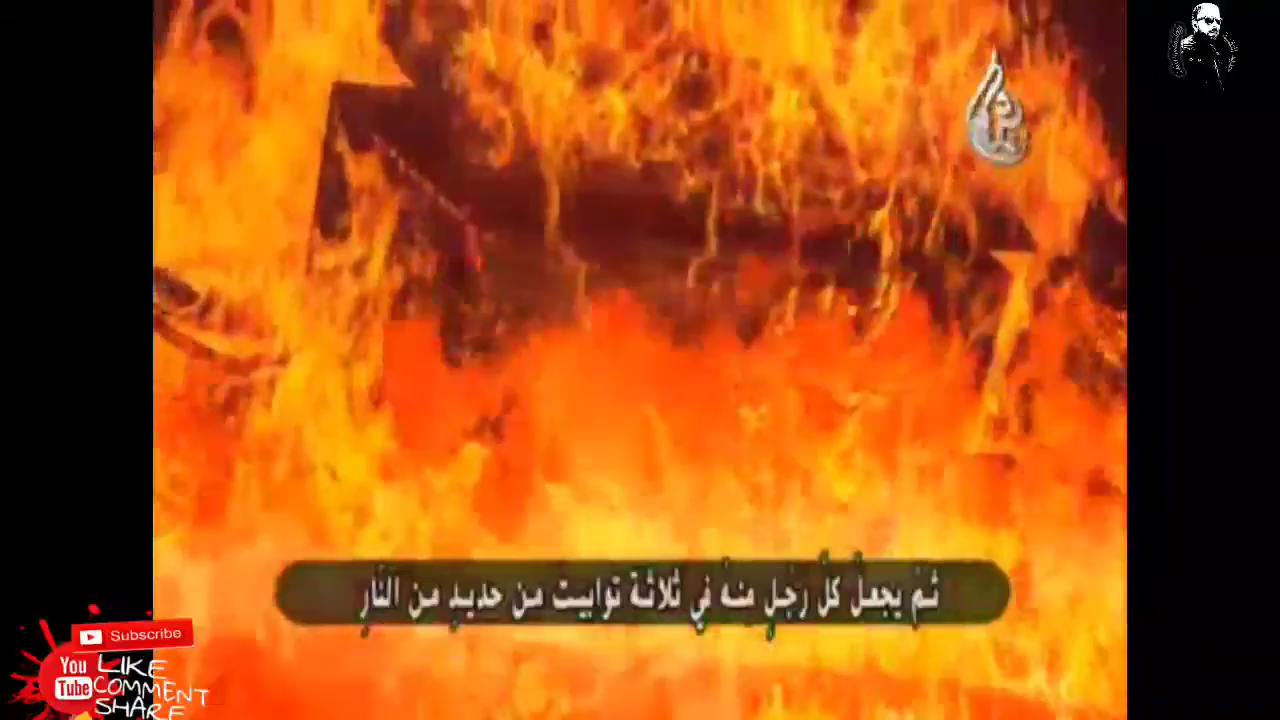 ثم يجعل كل رجل منه في ثلاثة توابيت من حديد من النار
Subscribe
You
Tube
LIKE
COMMENT
SHARE